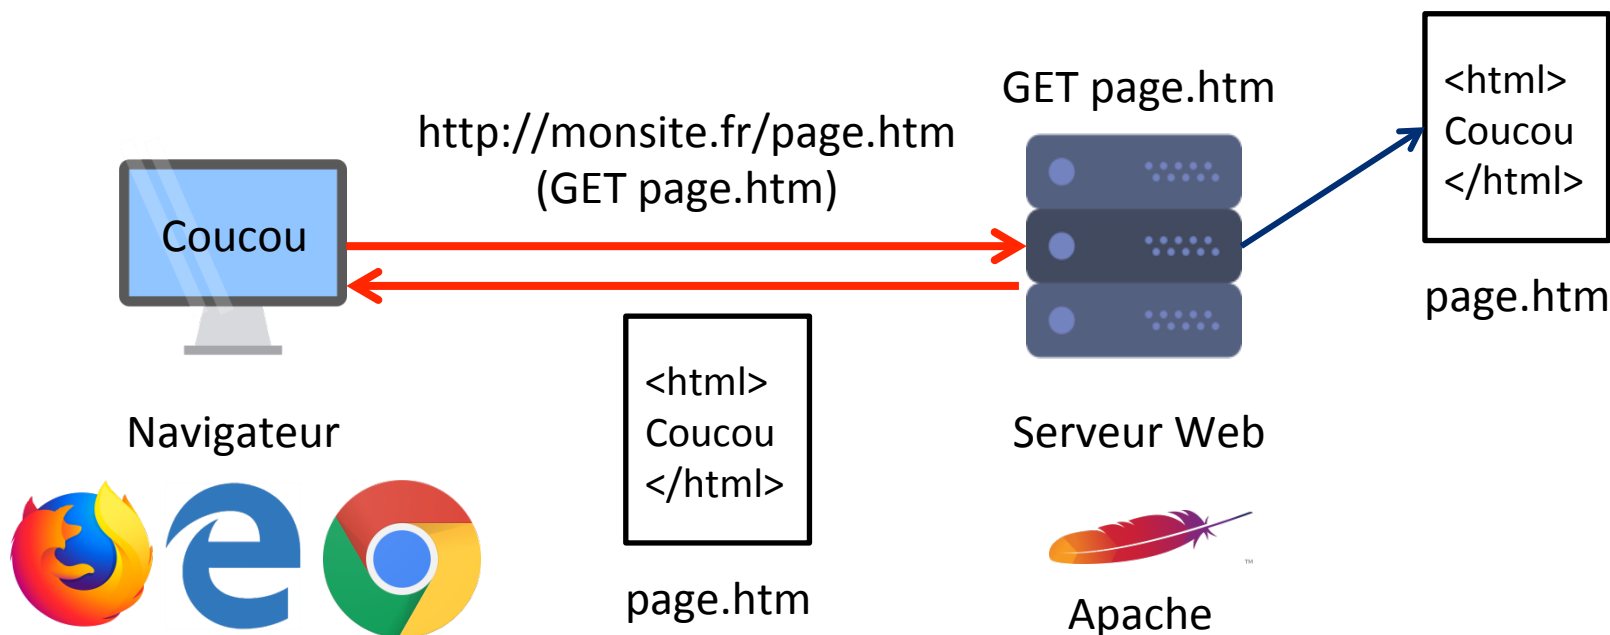 Coucou
http://monsite.fr/page.htm
(GET page.htm)
GET page.htm
<html>
Coucou
</html>
page.htm
<html>
Coucou
</html>
page.htm
Navigateur
Serveur Web
TM
Apache